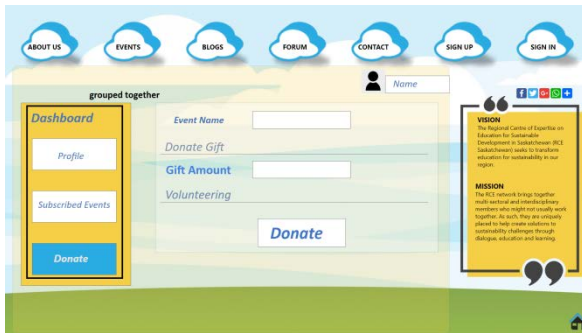 ABOUT US
EVENTS
BLOGS
FORUM
CONTACT
SIGN UP
SIGN IN
Name
grouped together
Dashboard
Profile
Subscribed Events
Donate
Event Name
Donate Gift
Gift Amount
Volunteering
Donate
VISION
The Regional Centre of Expertise on
Education for Sustainable
Development in Saskatchewan (RCE
Saskatchewan) seeks to transform
education for sustainability in our
region.
MISSION
The RCE network brings together
multi-sectoral and interdisciplinary
members who might not usually work
together. As such, they are uniquely
placed to help create solutions to
sustainability challenges through
dialogue, education and learning.